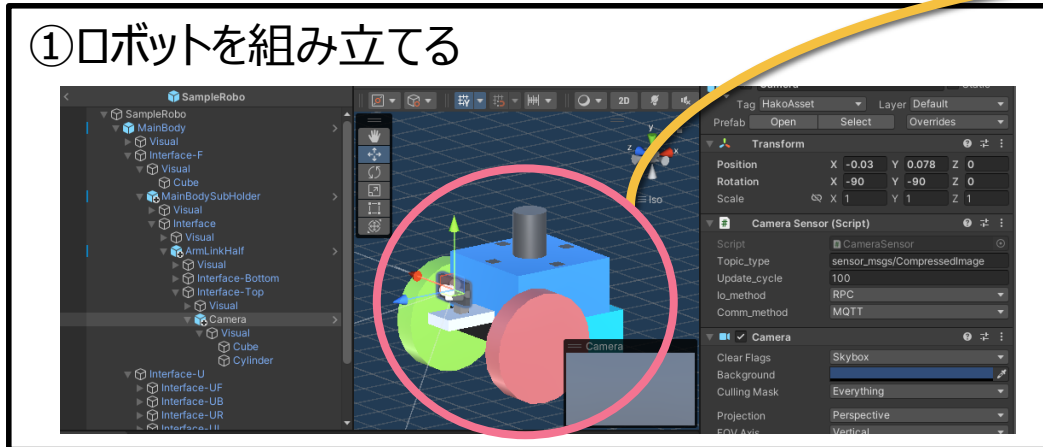 ①ロボットを組み立てる
SampleRobo
2D
Tag HakoAsset Layer Default
Prefab Open Select Overrides
SampleRobo
MainBody
Visual
Interface-F
Visual
Cube
MainBodySubHolder
Visual
Interface
Visual
ArmLinkHalf
Visual
Interface-Bottom
Interface-Top
Visual
Camera
Visual
Cube
Cylinder
Interface-U
Interface-UF
Interface-UB
Interface-UR
y
z
x
Iso
Camera
Transform
Position X -0.03 Y 0.078 Z 0
Rotation X -90 Y -90 Z 0
Scale X 1 Y 1 Z 1
# Camera Sensor (Script)
Script # CameraSensor
Topic_type sensor_msgs/CompressedImage
Update_cycle 100
Io_method RPC
Comm_method MQTT
Camera
Clear Flags Skybox
Background
Culling Mask Everything
Projection Perspective
FOV Axis Vertical